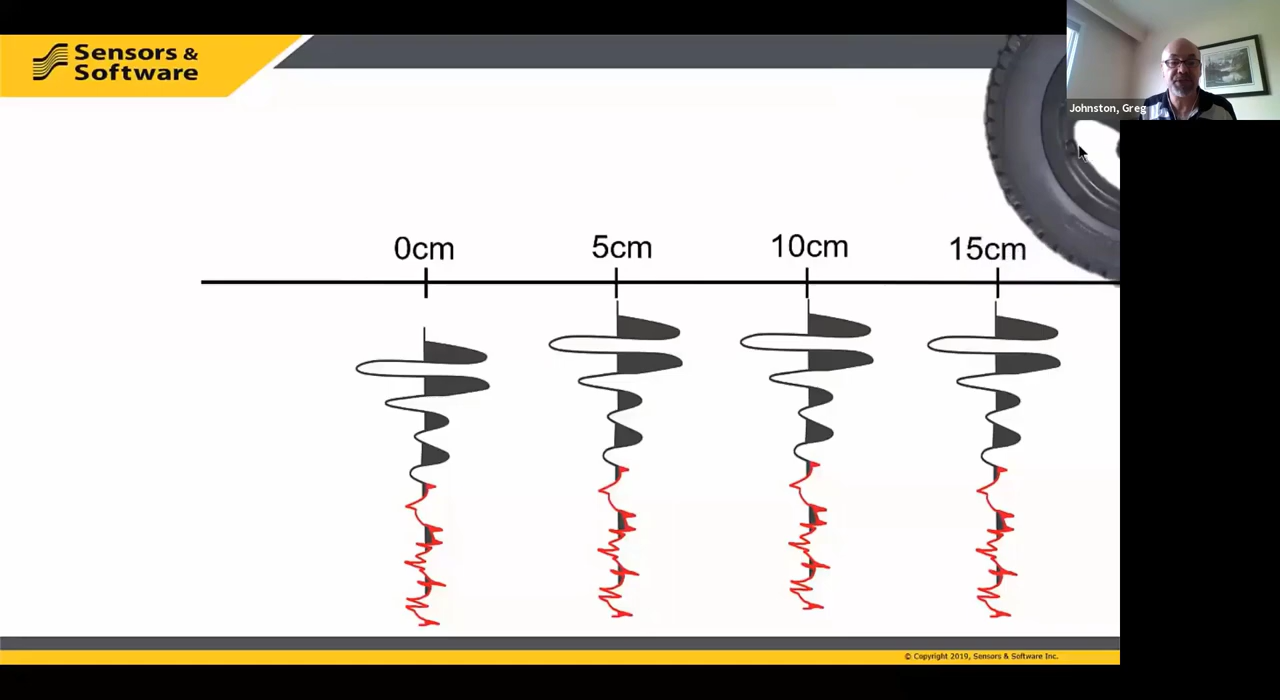 Sensors &
Software
Johnston, Greg
0cm 5cm 10cm 15cm
© Copyright 2019, Sensors & Software Inc.